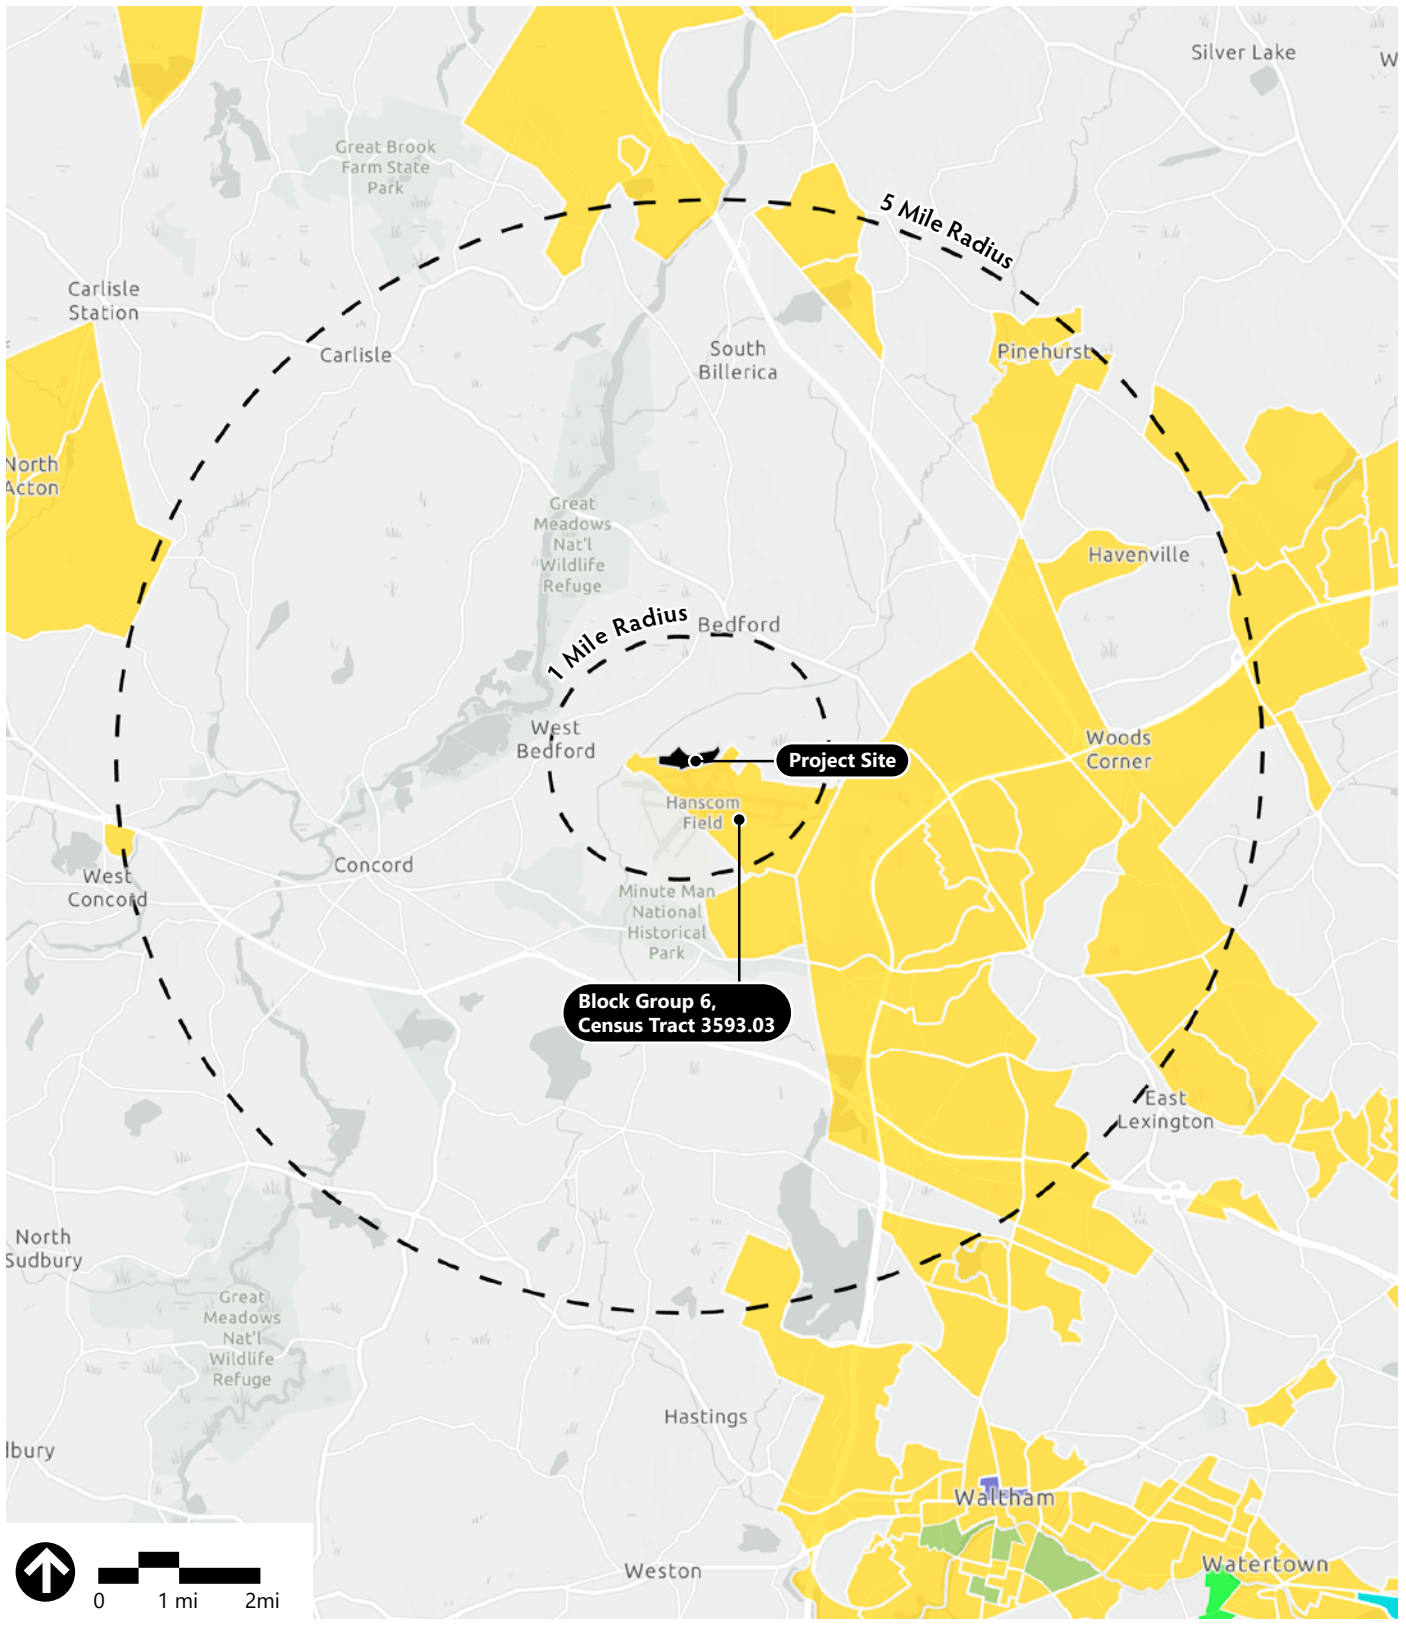 Silver Lake
W
Great Brook
Farm State
Park
5 Mile Radius
Carlisle
Station
Carlisle
South
Billerica
Pinehurst
North
Acton
Great
Meadows
Nat'l
Wildlife
Refuge
Havenville
1 Mile Radius
Bedford
West
Bedford
Woods
Corner
Project Site
Hanscom
Field
Concord
West
Concord
Minute Man
National
Historical
Park
Block Group 6,
Census Tract 3593.03
East
Lexington
North
Sudbury
Great
Meadows
Nat'l
Wildlife
Refuge
Hastings
lbury
Waltham
Weston
Watertown
0 1 mi 2mi